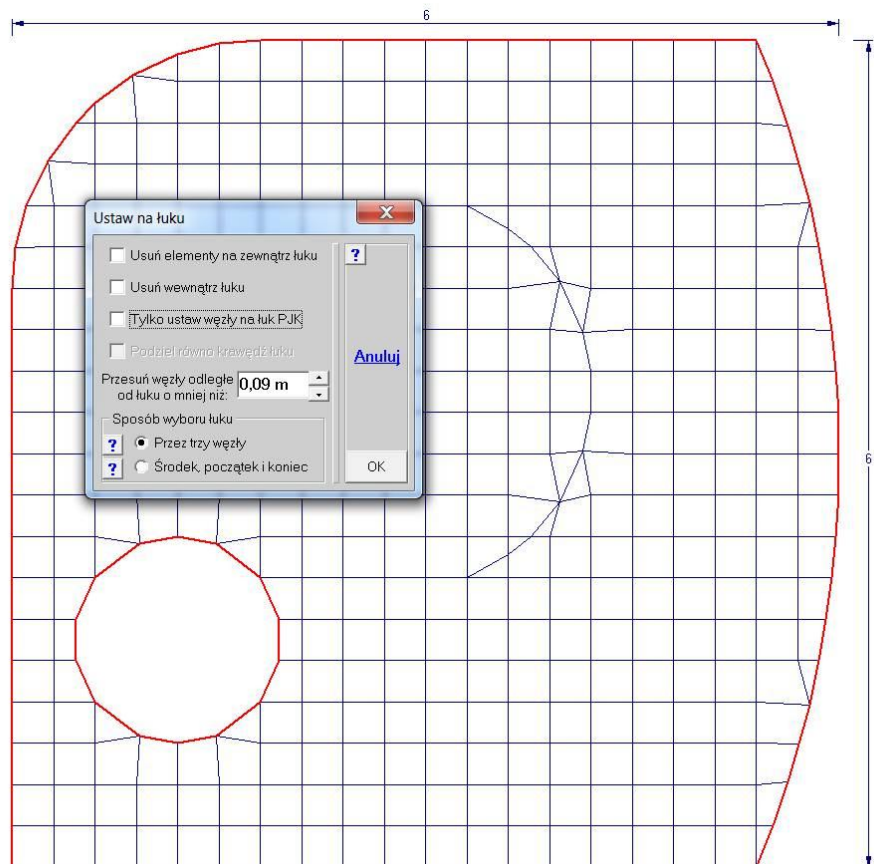 6
Ustaw na łuku
Usuń elementy na zewnątrz łuku
?
Usuń wewnątrz łuku
Tylko ustaw węzły na łuk PJK
Podziel równo krawędź łuku
Anuluj
Przesuń węzły odległe
od łuku o mniej niż:
0,09 m
Sposób wyboru łuku
? Przez trzy węzły
? Środek, początek i koniec
OK
6